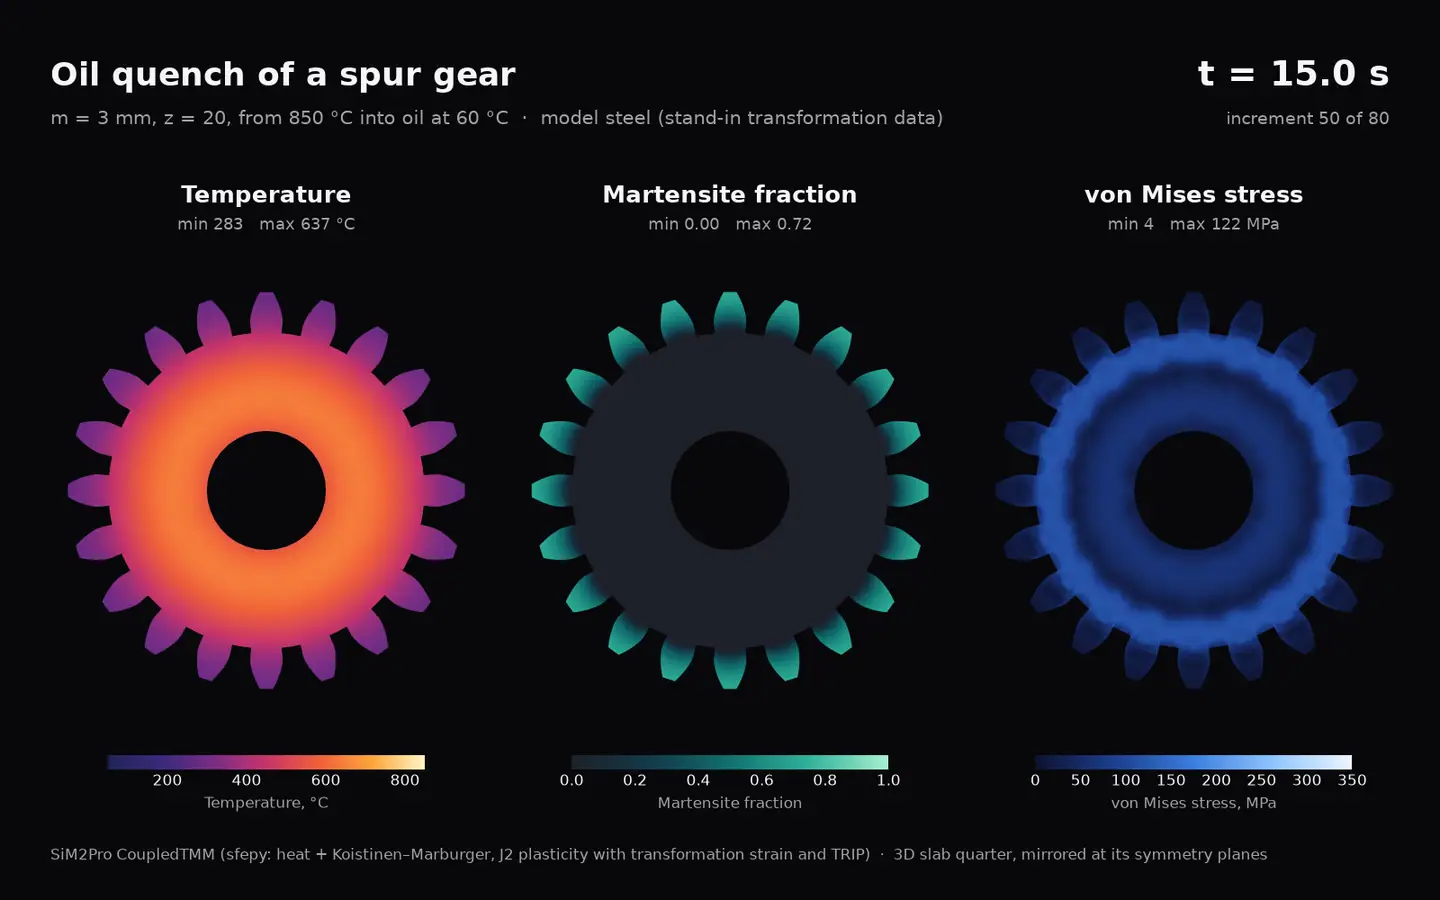 Oil quench of a spur gear
t = 15.0 s
m = 3 mm, z = 20, from 850 °C into oil at 60 °C · model steel (stand-in transformation data)
increment 50 of 80
Temperature
min 283 max 637 °C
Martensite fraction
min 0.00 max 0.72
von Mises stress
min 4 max 122 MPa
200 400 600 800
Temperature, °C
0.0 0.2 0.4 0.6 0.8 1.0
Martensite fraction
0 50 100 150 200 250 300 350
von Mises stress, MPa
SiM2Pro CoupledTMM (sfepy: heat + Koistinen–Marburger, J2 plasticity with transformation strain and TRIP) · 3D slab quarter, mirrored at its symmetry planes